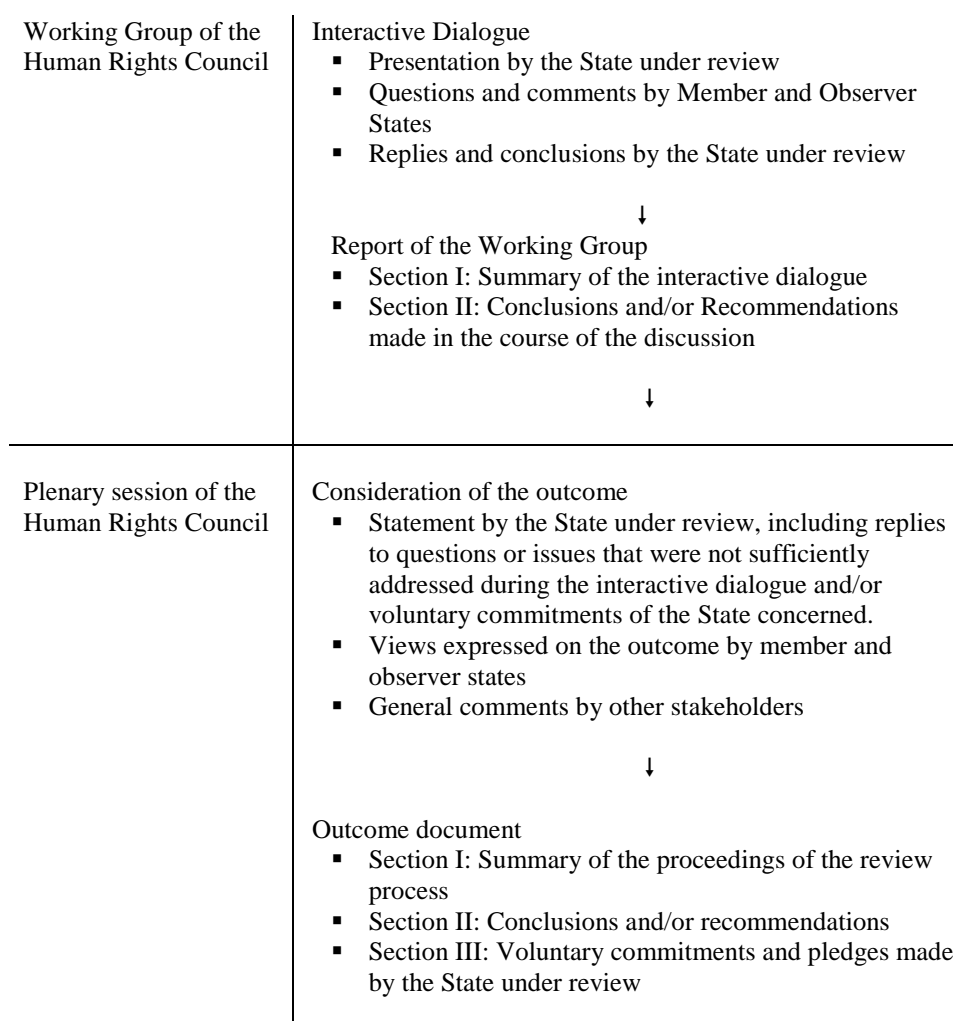 Working Group of the
Human Rights Council
Interactive Dialogue
▪ Presentation by the State under review
▪ Questions and comments by Member and Observer
States
▪ Replies and conclusions by the State under review
↓
Report of the Working Group
▪ Section I: Summary of the interactive dialogue
▪ Section II: Conclusions and/or Recommendations
made in the course of the discussion
↓
Plenary session of the
Human Rights Council
Consideration of the outcome
▪ Statement by the State under review, including replies
to questions or issues that were not sufficiently
addressed during the interactive dialogue and/or
voluntary commitments of the State concerned.
▪ Views expressed on the outcome by member and
observer states
▪ General comments by other stakeholders
↓
Outcome document
▪ Section I: Summary of the proceedings of the review
process
▪ Section II: Conclusions and/or recommendations
▪ Section III: Voluntary commitments and pledges made
by the State under review